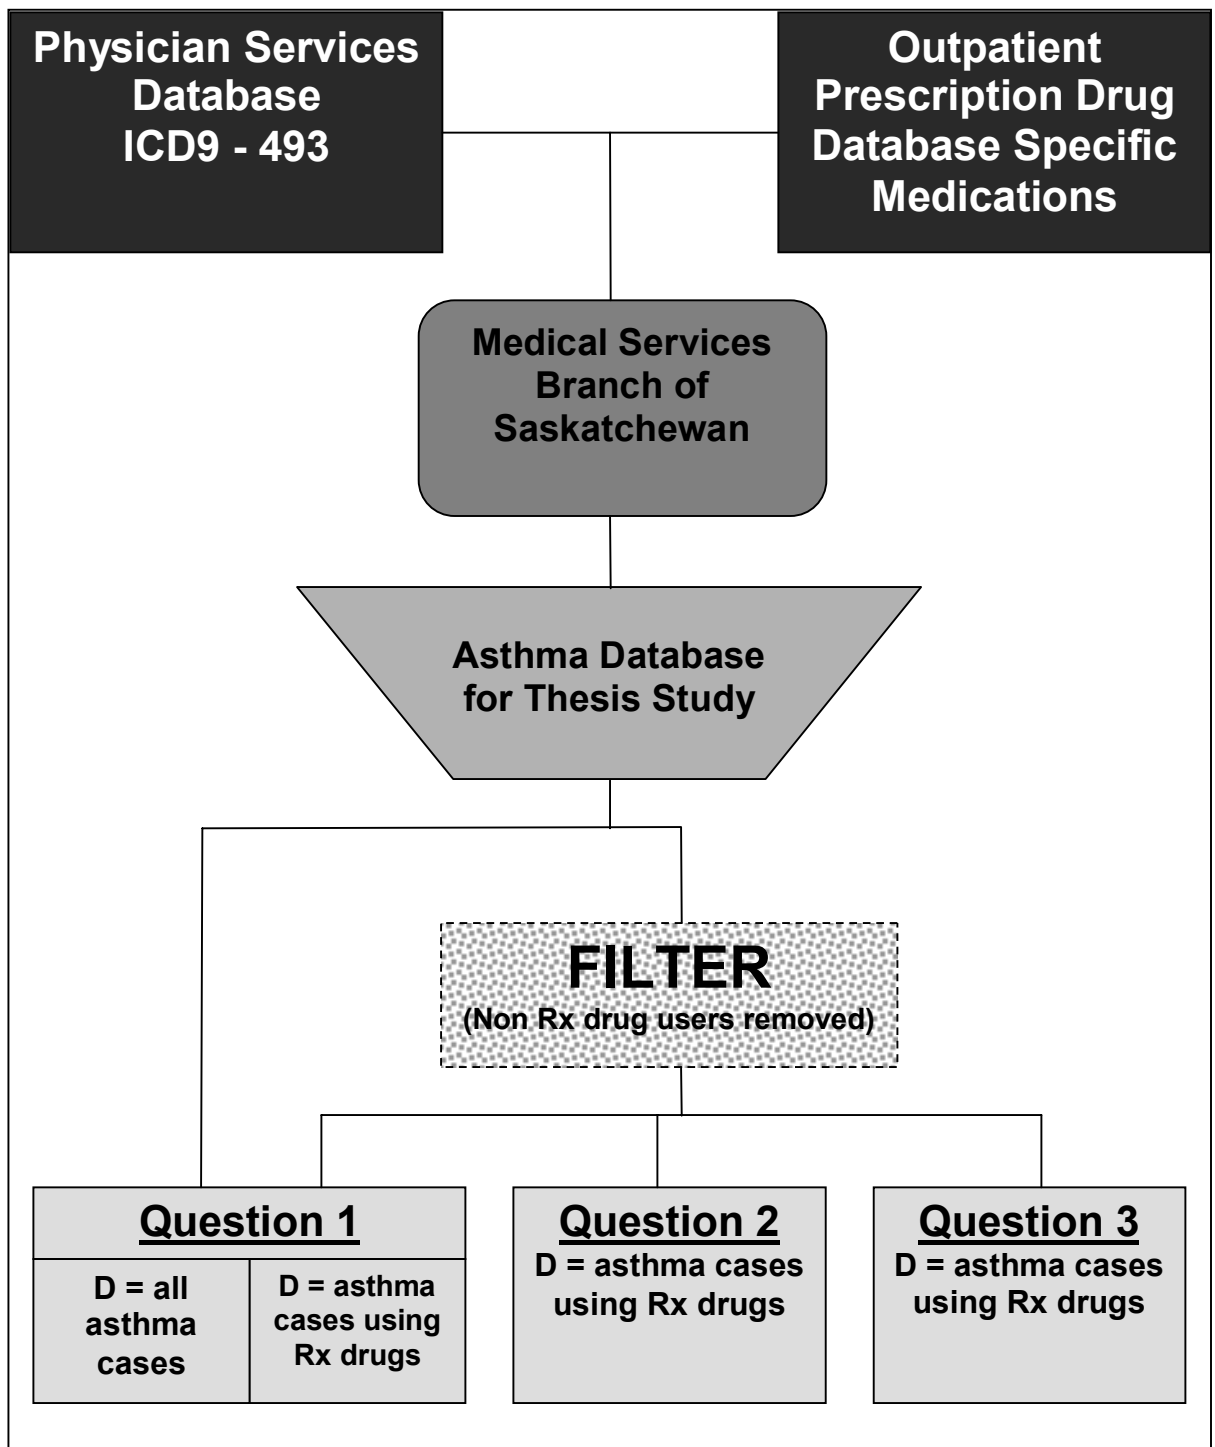 Physician Services
Database
ICD9 - 493
Outpatient
Prescription Drug
Database Specific
Medications
Medical Services
Branch of
Saskatchewan
Asthma Database
for Thesis Study
FILTER
(Non Rx drug users removed)
Question 1
D = all
asthma
cases
D = asthma
cases using
Rx drugs
Question 2
D = asthma cases
using Rx drugs
Question 3
D = asthma cases
using Rx drugs